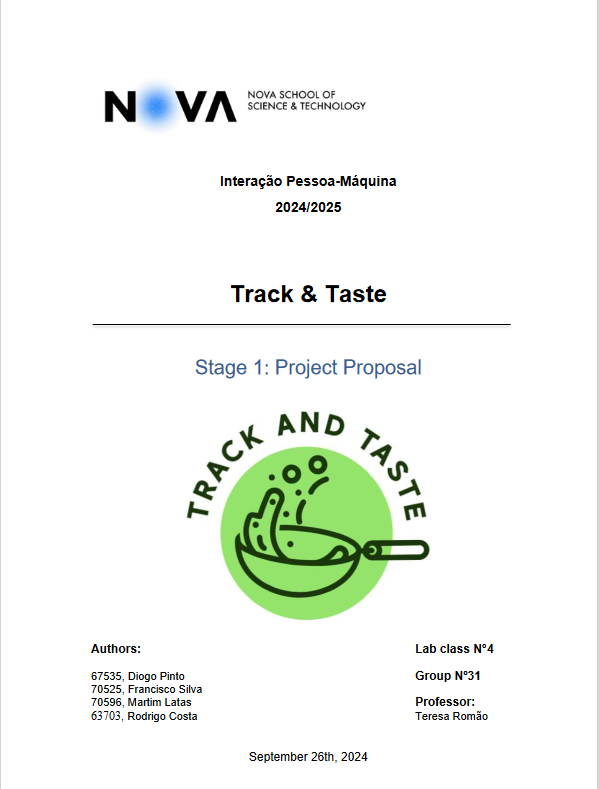 NOVA
NOVA SCHOOL OF
SCIENCE & TECHNOLOGY
Interação Pessoa-Máquina
2024/2025
Track & Taste
Stage 1: Project Proposal
TRACK AND TASTE
Authors:
67535, Diogo Pinto
70525, Francisco Silva
70596, Martim Latas
63703, Rodrigo Costa
Lab class Nº4
Group Nº31
Professor:
Teresa Romão
September 26th, 2024